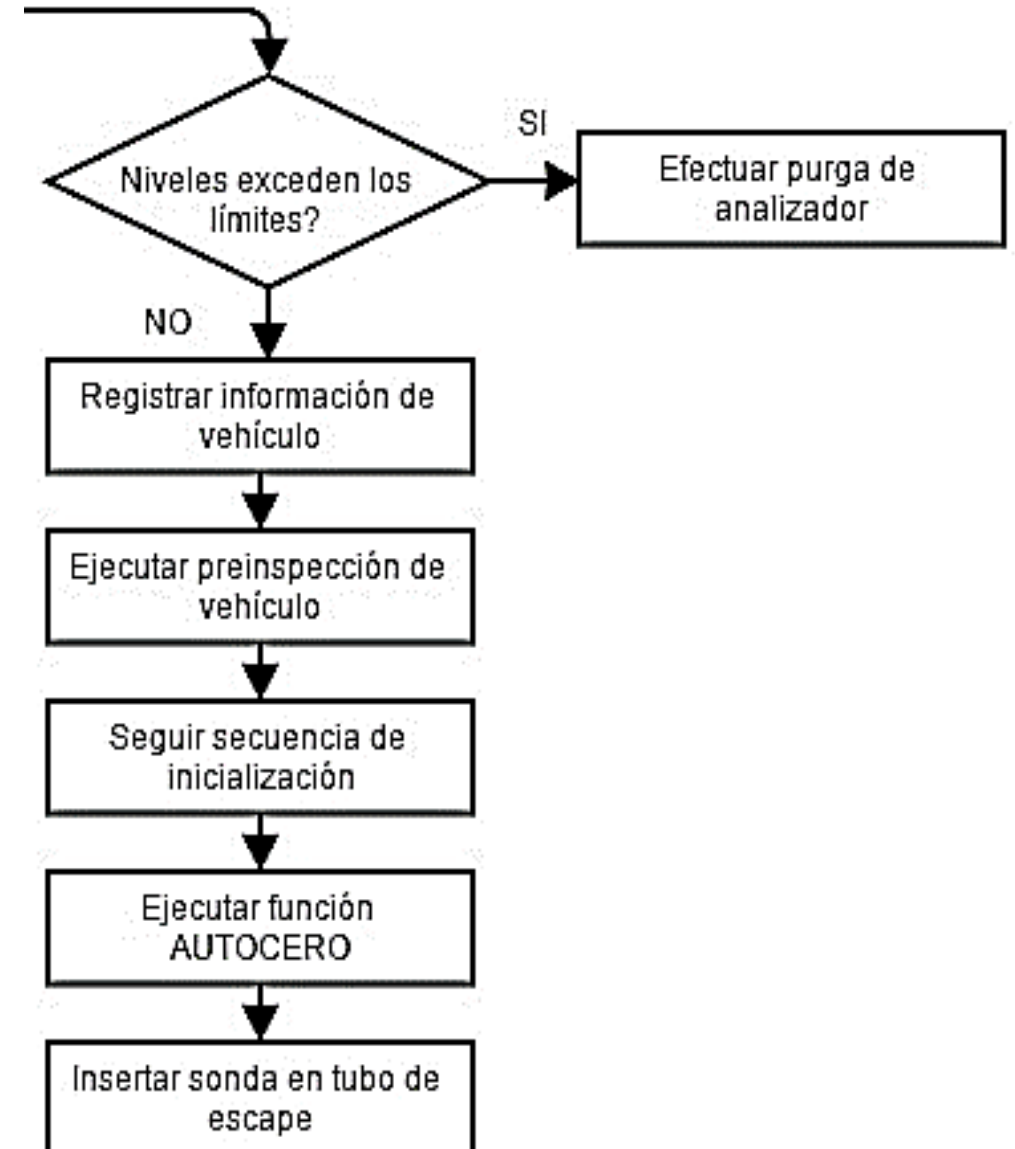 Niveles exceden los
límites?
SI
Efectuar purga de
analizador
NO
Registrar información de
vehículo
Ejecutar preinspección de
vehículo
Seguir secuencia de
inicialización
Ejecutar función
AUTOCERO
Insertar sonda en tubo de
escape